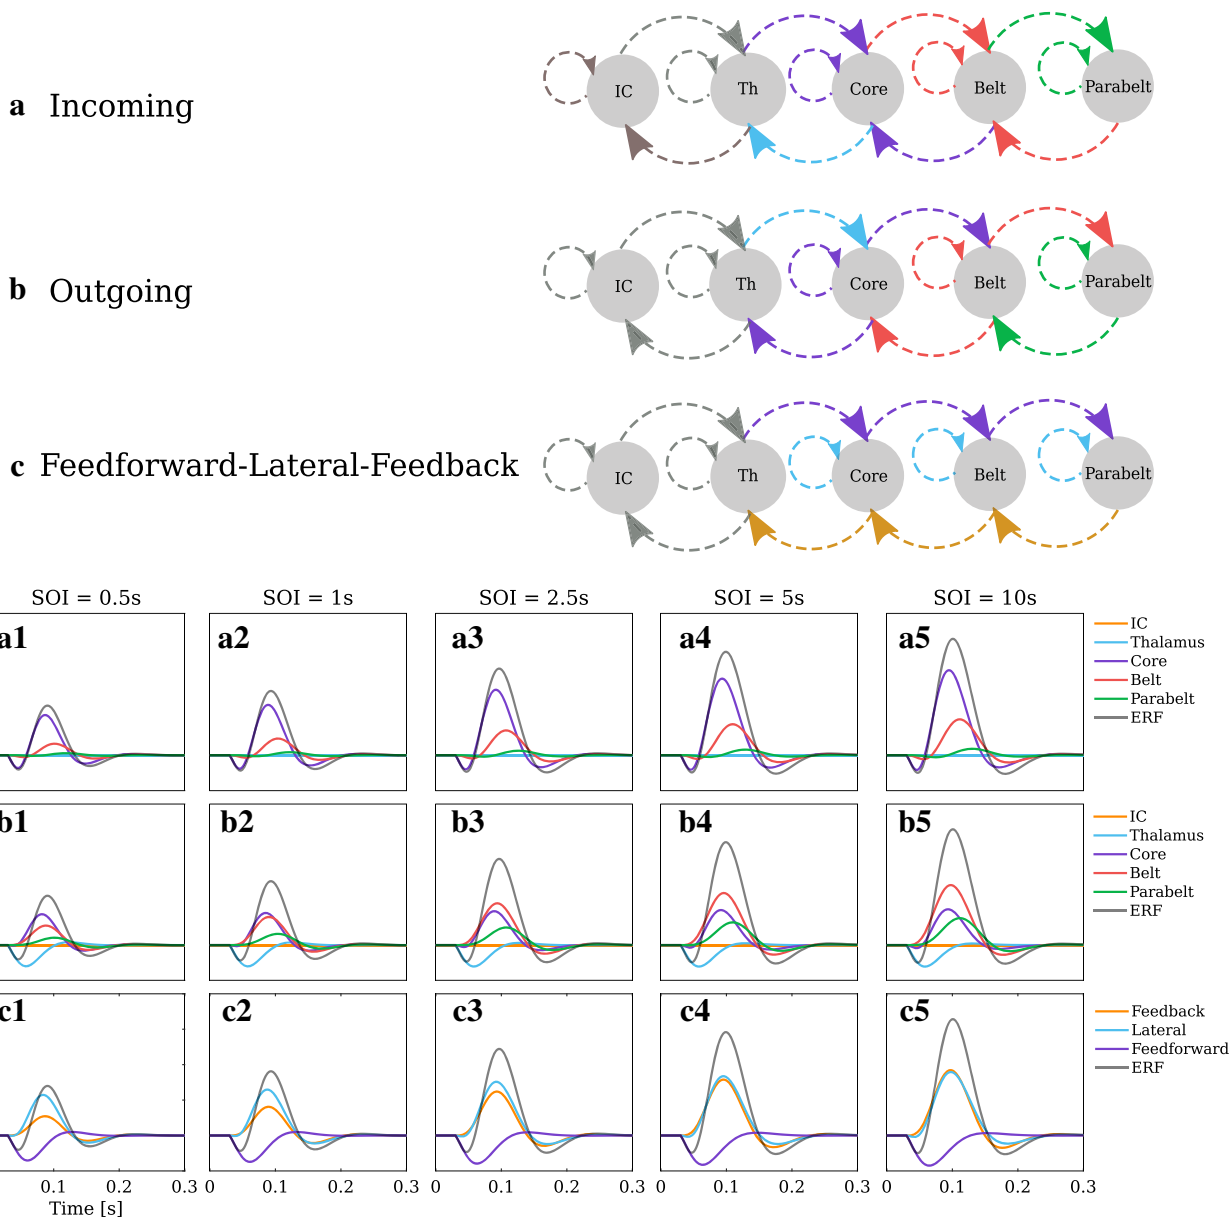 a Incoming
IC Th Core Belt Parabelt
b Outgoing
IC Th Core Belt Parabelt
c Feedforward-Lateral-Feedback
IC Th Core Belt Parabelt
SOI = 0.5s SOI = 1s SOI = 2.5s SOI = 5s SOI = 10s
a1 a2 a3 a4 a5
IC
Thalamus
Core
Belt
Parabelt
ERF
b1 b2 b3 b4 b5
IC
Thalamus
Core
Belt
Parabelt
ERF
c1 c2 c3 c4 c5
Feedback
Lateral
Feedforward
ERF
0.1 0.2 0.3 0 0.1 0.2 0.3 0 0.1 0.2 0.3 0 0.1 0.2 0.3 0 0.1 0.2 0.3
Time [s]